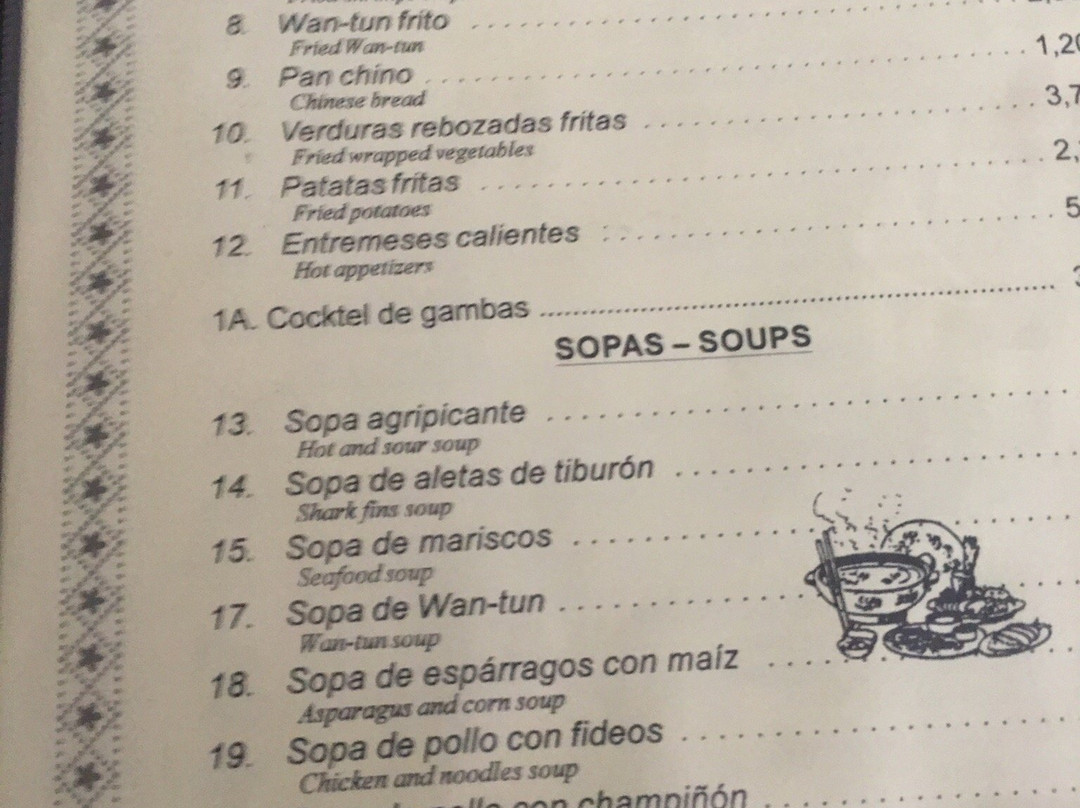 8. Wan-tun frito
Fried Wan-tun
9. Pan chino ........ 1,20
Chinese bread
10. Verduras rebozadas fritas ........ 3,7
Fried wrapped vegetables
11. Patatas fritas ........ 2,
Fried potatoes
12. Entremeses calientes ........ 5
Hot appetizers
1A. Cocktel de gambas ........
SOPAS – SOUPS
13. Sopa agripicante ........
Hot and sour soup
14. Sopa de aletas de tiburón ........
Shark fins soup
15. Sopa de mariscos ........
Seafood soup
17. Sopa de Wan-tun ........
Wan-tun soup
18. Sopa de espárragos con maíz ........
Asparagus and corn soup
19. Sopa de pollo con fideos ........
Chicken and noodles soup
pollo con champiñón ........